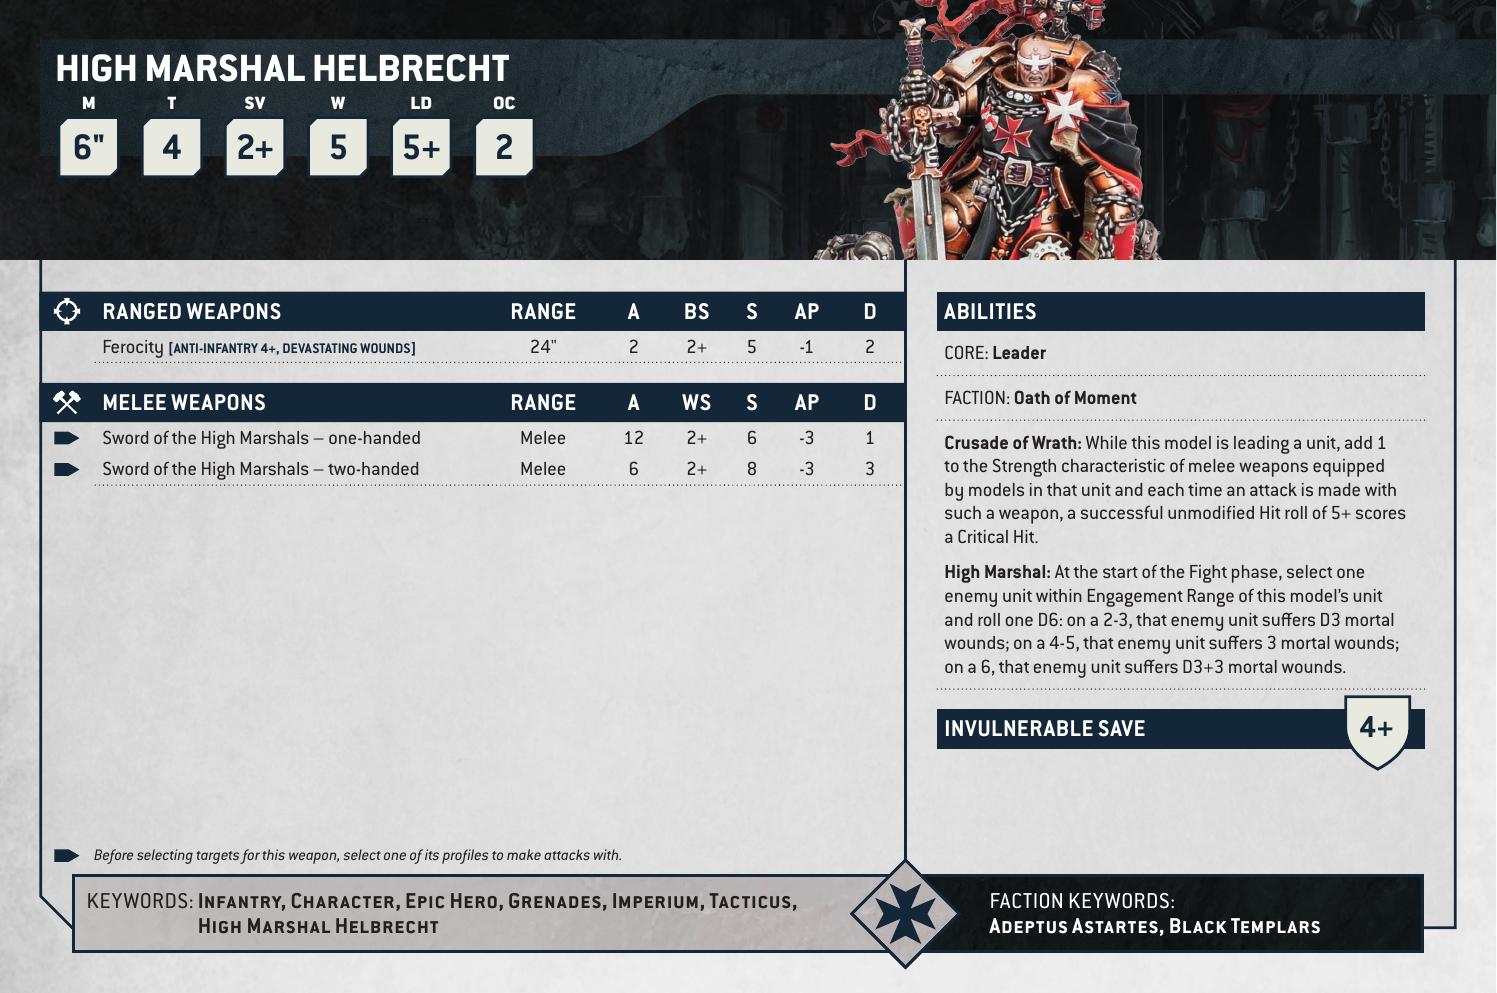 HIGH MARSHAL HELBRECHT
M T SV W LD OC
6" 4 2+ 5 5+ 2
RANGED WEAPONS RANGE A BS S AP D
Ferocity [ANTI-INFANTRY 4+, DEVASTATING WOUNDS] 24" 2 2+ 5 -1 2
MELEE WEAPONS RANGE A WS S AP D
Sword of the High Marshals – one-handed Melee 12 2+ 6 -3 1
Sword of the High Marshals – two-handed Melee 6 2+ 8 -3 3
Before selecting targets for this weapon, select one of its profiles to make attacks with.
ABILITIES
CORE: Leader
FACTION: Oath of Moment
Crusade of Wrath: While this model is leading a unit, add 1
to the Strength characteristic of melee weapons equipped
by models in that unit and each time an attack is made with
such a weapon, a successful unmodified Hit roll of 5+ scores
a Critical Hit.
High Marshal: At the start of the Fight phase, select one
enemy unit within Engagement Range of this model's unit
and roll one D6: on a 2-3, that enemy unit suffers D3 mortal
wounds; on a 4-5, that enemy unit suffers 3 mortal wounds;
on a 6, that enemy unit suffers D3+3 mortal wounds.
INVULNERABLE SAVE 4+
KEYWORDS: INFANTRY, CHARACTER, EPIC HERO, GRENADES, IMPERIUM, TACTICUS,
HIGH MARSHAL HELBRECHT
FACTION KEYWORDS:
ADEPTUS ASTARTES, BLACK TEMPLARS